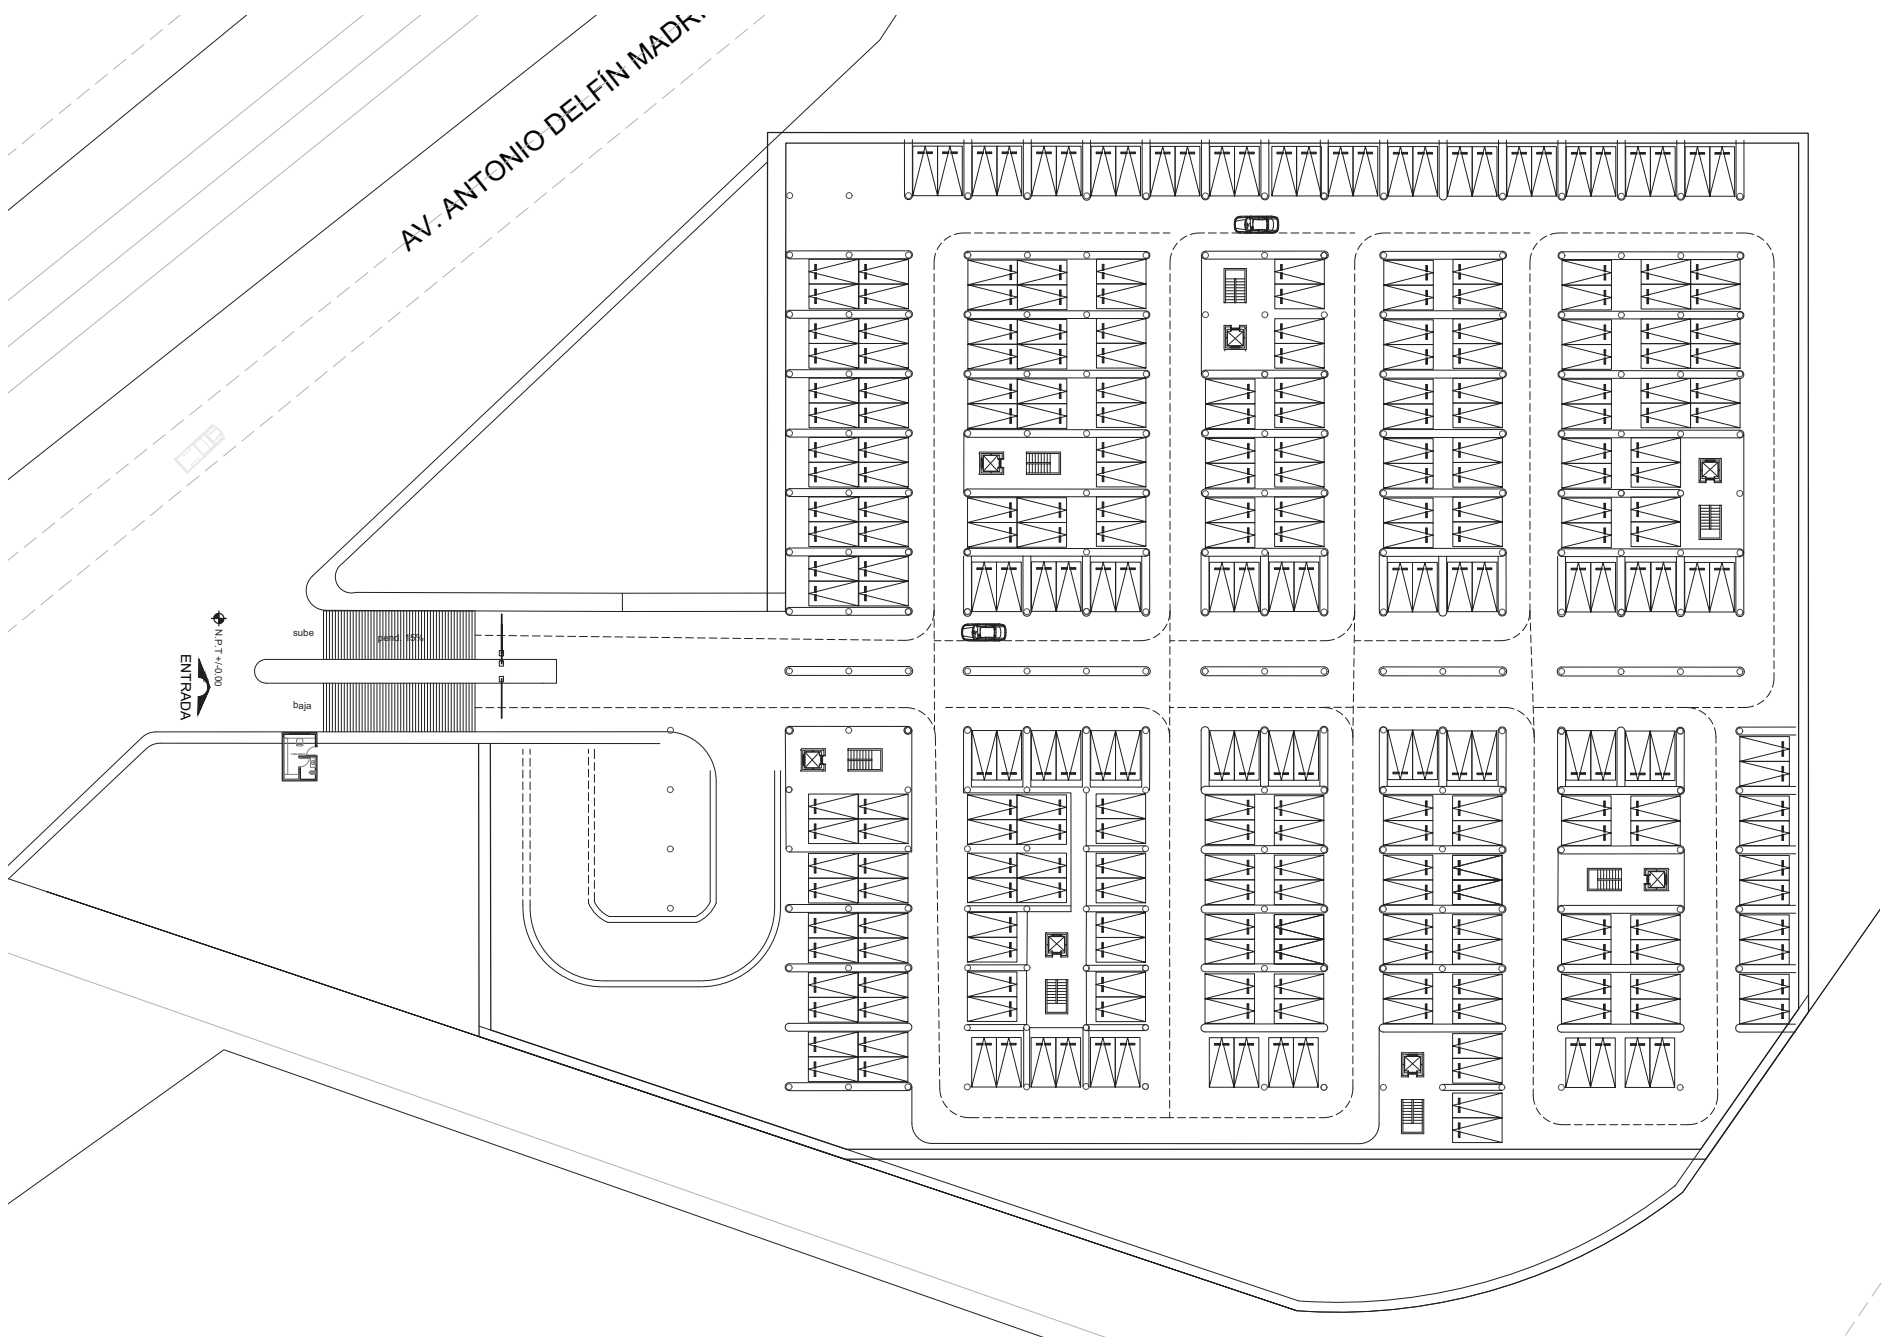 AV. ANTONIO DELFÍN MADR
sube
pend. 15%
N.P.T +/-0.00
ENTRADA
baja